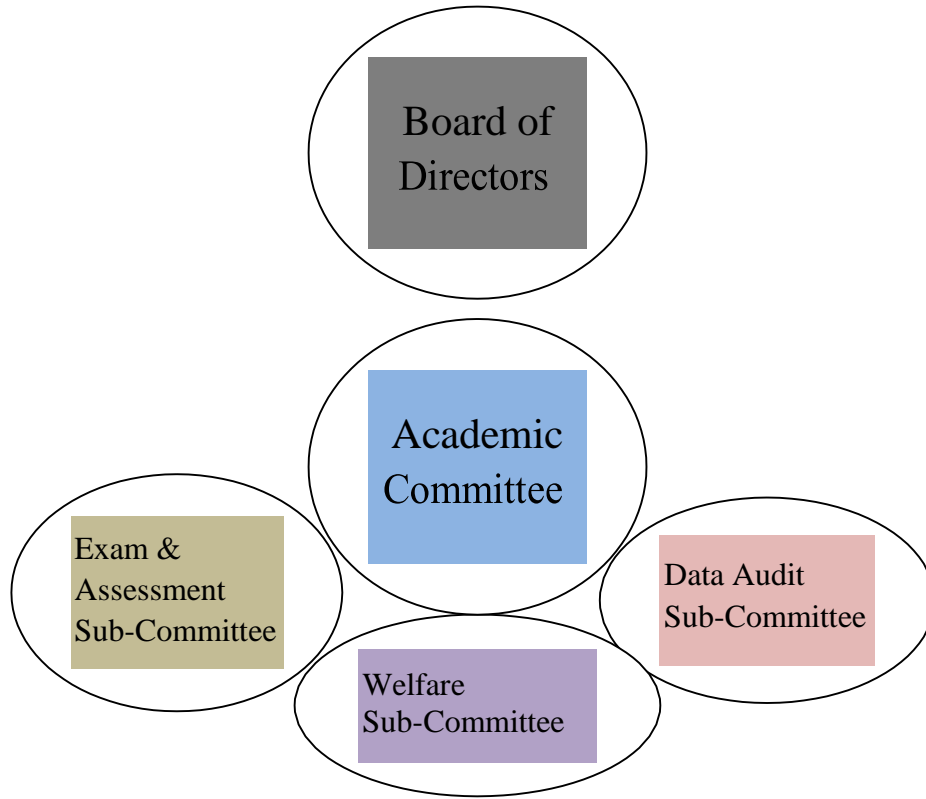 Board of
Directors
Academic
Committee
Exam &
Assessment
Sub-Committee
Data Audit
Sub-Committee
Welfare
Sub-Committee